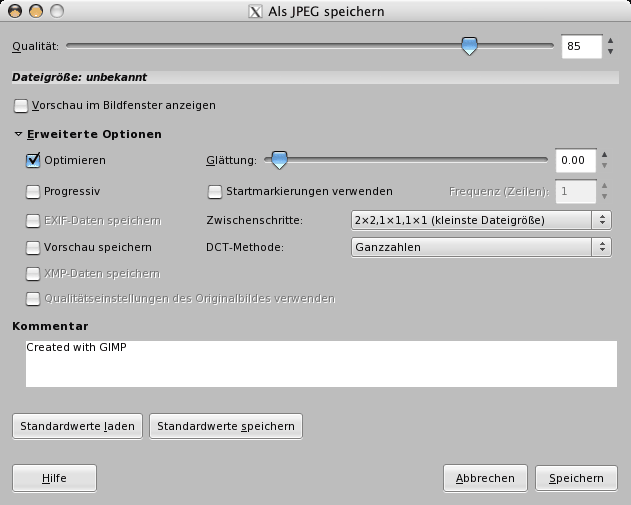 Als JPEG speichern
Qualität: 85
Dateigröße: unbekannt
Vorschau im Bildfenster anzeigen
Erweiterte Optionen
Optimieren Glättung: 0.00
Progressiv Startmarkierungen verwenden Frequenz (Zeilen): 1
EXIF-Daten speichern Zwischenschritte: 2×2,1×1,1×1 (kleinste Dateigröße)
Vorschau speichern DCT-Methode: Ganzzahlen
XMP-Daten speichern
Qualitätseinstellungen des Originalbildes verwenden
Kommentar
Created with GIMP
Standardwerte laden Standardwerte speichern
Hilfe Abbrechen Speichern